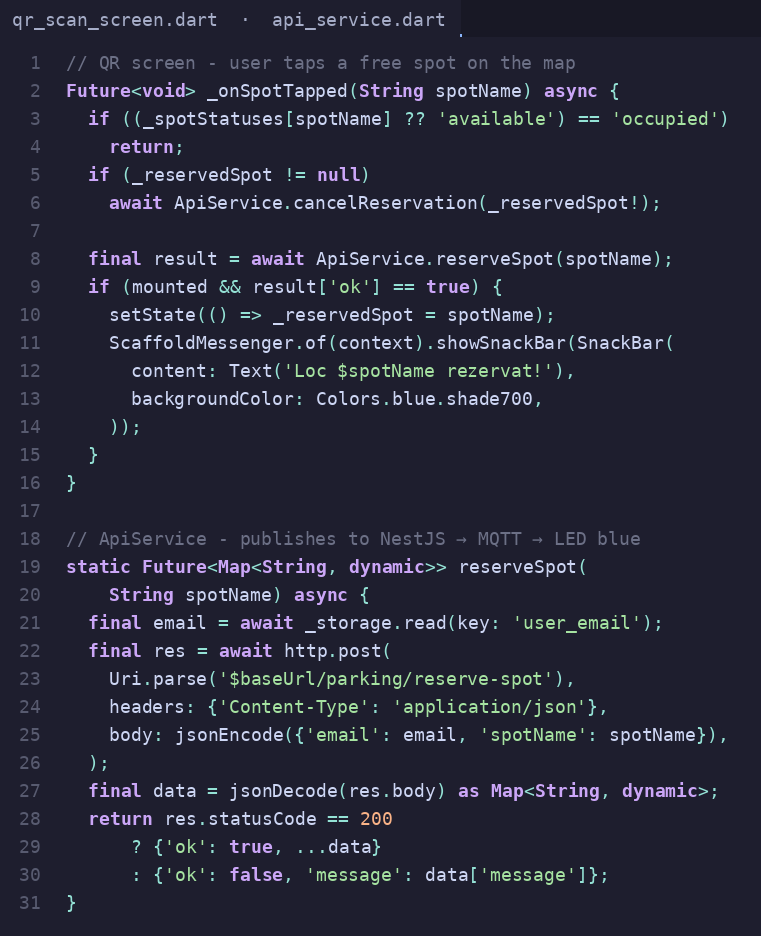 qr_scan_screen.dart · api_service.dart
1 // QR screen - user taps a free spot on the map
2 Future<void> _onSpotTapped(String spotName) async {
3   if ((_spotStatuses[spotName] ?? 'available') == 'occupied')
4     return;
5   if (_reservedSpot != null)
6     await ApiService.cancelReservation(_reservedSpot!);
7
8   final result = await ApiService.reserveSpot(spotName);
9   if (mounted && result['ok'] == true) {
10     setState(() => _reservedSpot = spotName);
11     ScaffoldMessenger.of(context).showSnackBar(SnackBar(
12       content: Text('Loc $spotName rezervat!'),
13       backgroundColor: Colors.blue.shade700,
14     ));
15   }
16 }
17
18 // ApiService - publishes to NestJS → MQTT → LED blue
19 static Future<Map<String, dynamic>> reserveSpot(
20     String spotName) async {
21   final email = await _storage.read(key: 'user_email');
22   final res = await http.post(
23     Uri.parse('$baseUrl/parking/reserve-spot'),
24     headers: {'Content-Type': 'application/json'},
25     body: jsonEncode({'email': email, 'spotName': spotName}),
26   );
27   final data = jsonDecode(res.body) as Map<String, dynamic>;
28   return res.statusCode == 200
29       ? {'ok': true, ...data}
30       : {'ok': false, 'message': data['message']};
31 }